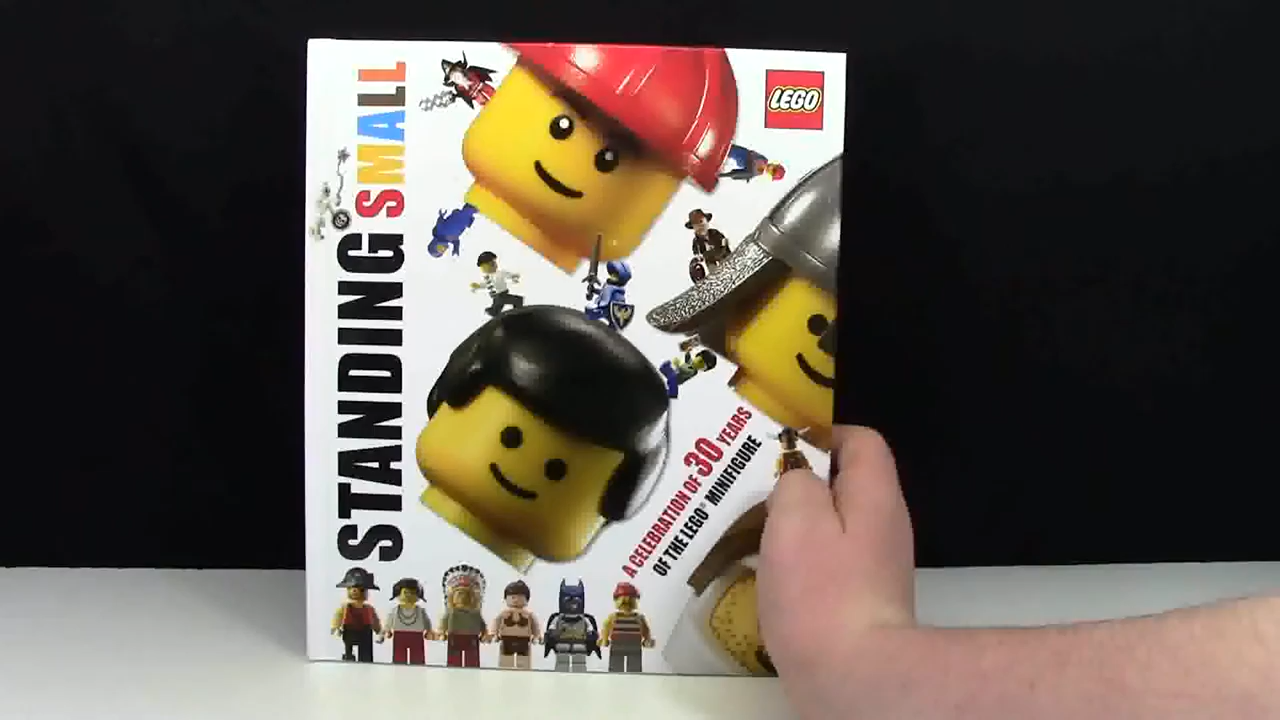 STANDING SMALL
LEGO
A CELEBRATION OF 30 YEARS
OF THE LEGO® MINIFIGURE